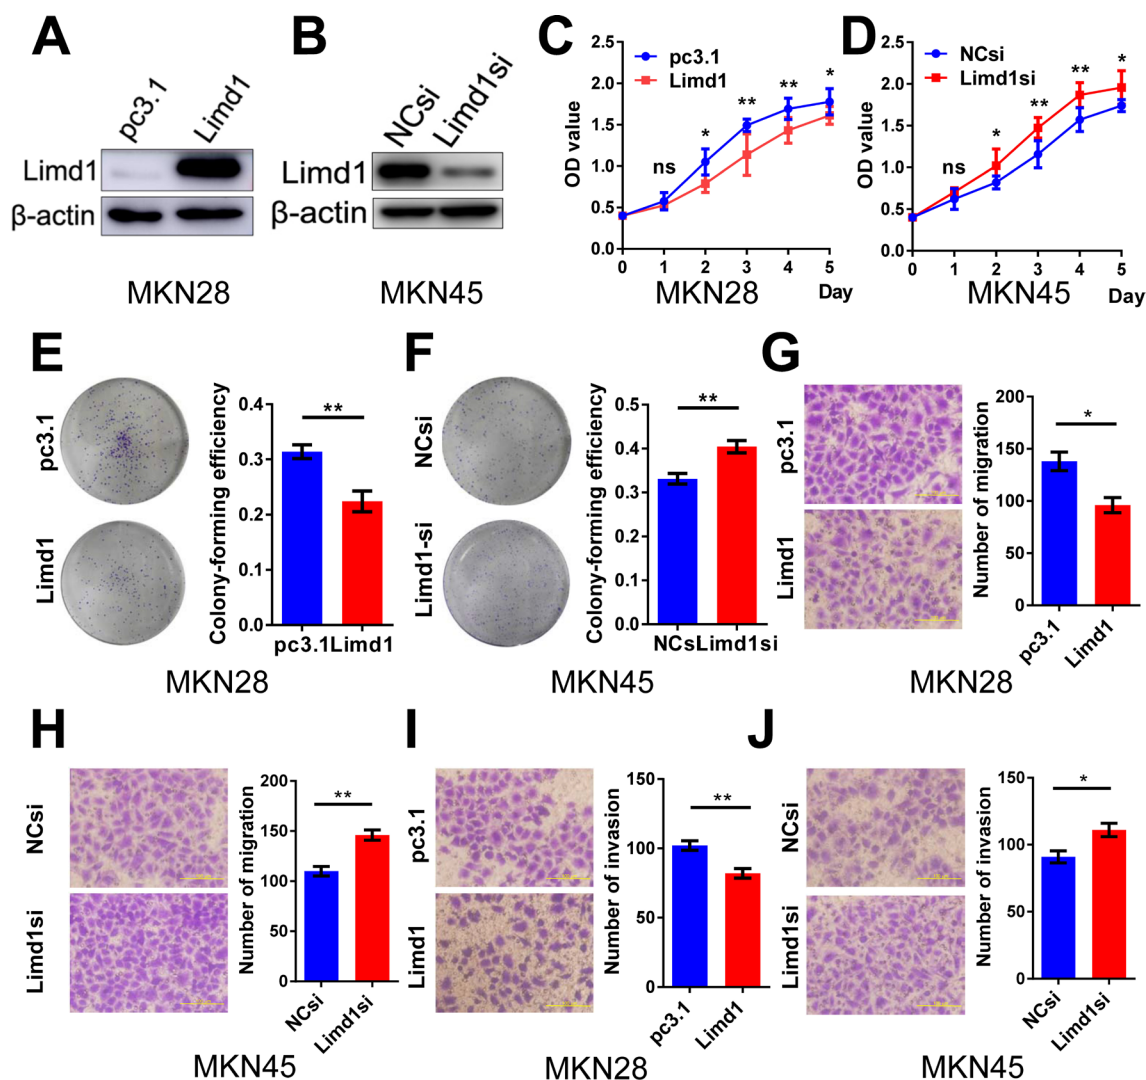 A
pc3.1
Limd1
Limd1
β-actin
MKN28
B
NCsi
Limd1si
Limd1
β-actin
MKN45
C
2.5
2.0
1.5
1.0
0.5
0.0
OD value
pc3.1
Limd1
ns
*
**
**
*
0 1 2 3 4 5
MKN28
Day
D
2.5
2.0
1.5
1.0
0.5
0.0
OD value
NCsi
Limd1si
ns
*
**
**
*
0 1 2 3 4 5
MKN45
Day
E
pc3.1
Limd1
Colony-forming efficiency
0.4
0.3
0.2
0.1
0.0
**
pc3.1Limd1
MKN28
F
NCsi
Limd1-si
Colony-forming efficiency
0.5
0.4
0.3
0.2
0.1
0.0
**
NCsLimd1si
MKN45
G
pc3.1
Limd1
Number of migration
200
150
100
50
0
*
pc3.1
Limd1
MKN28
H
NCsi
Limd1si
Number of migration
200
150
100
50
0
**
NCsi
Limd1si
MKN45
I
pc3.1
Limd1
Number of invasion
150
100
50
0
**
pc3.1
Limd1
MKN28
J
NCsi
Limd1si
Number of invasion
150
100
50
0
*
NCsi
Limd1si
MKN45